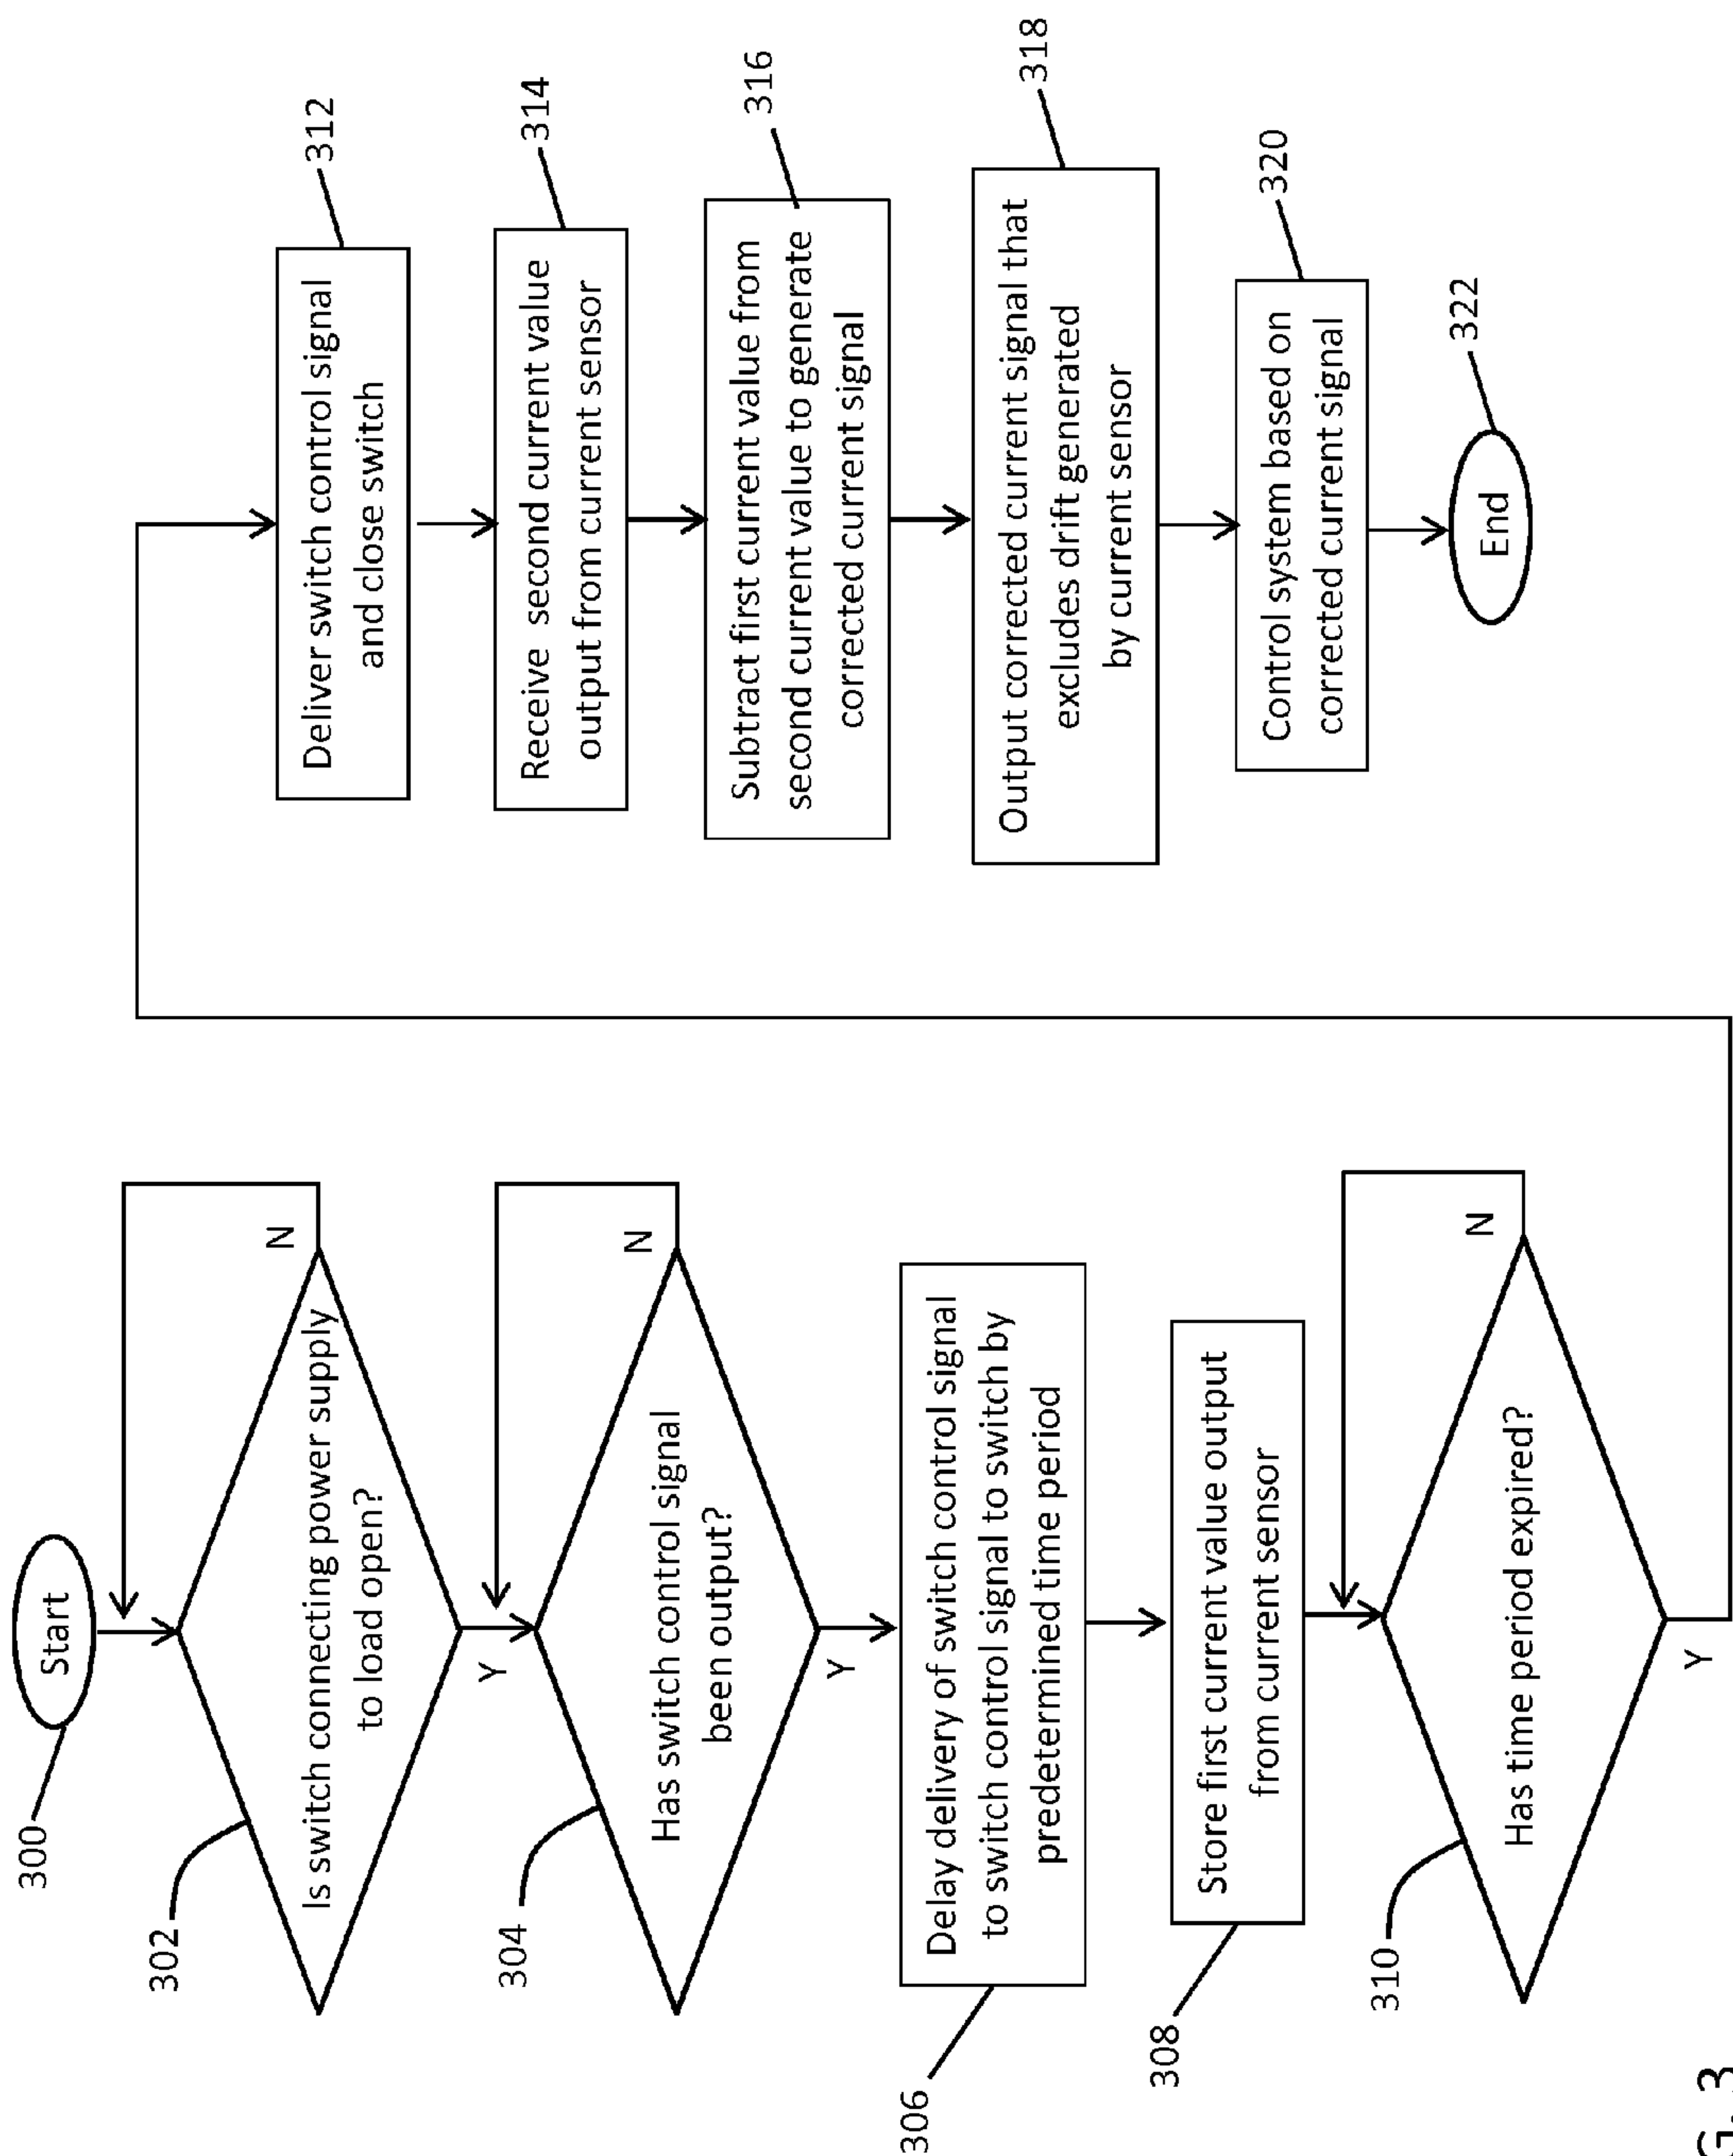 300
Start
302
Is switch connecting power supply
to load open?
N
Y
304
Has switch control signal
been output?
N
Y
306
Delay delivery of switch control signal
to switch control signal to switch by
predetermined time period
308
Store first current value output
from current sensor
310
Has time period expired?
N
Y
312
Deliver switch control signal
and close switch
314
Receive second current value
output from current sensor
316
Subtract first current value from
second current value to generate
corrected current signal
318
Output corrected current signal that
excludes drift generated
by current sensor
320
Control system based on
corrected current signal
322
End
G. 3